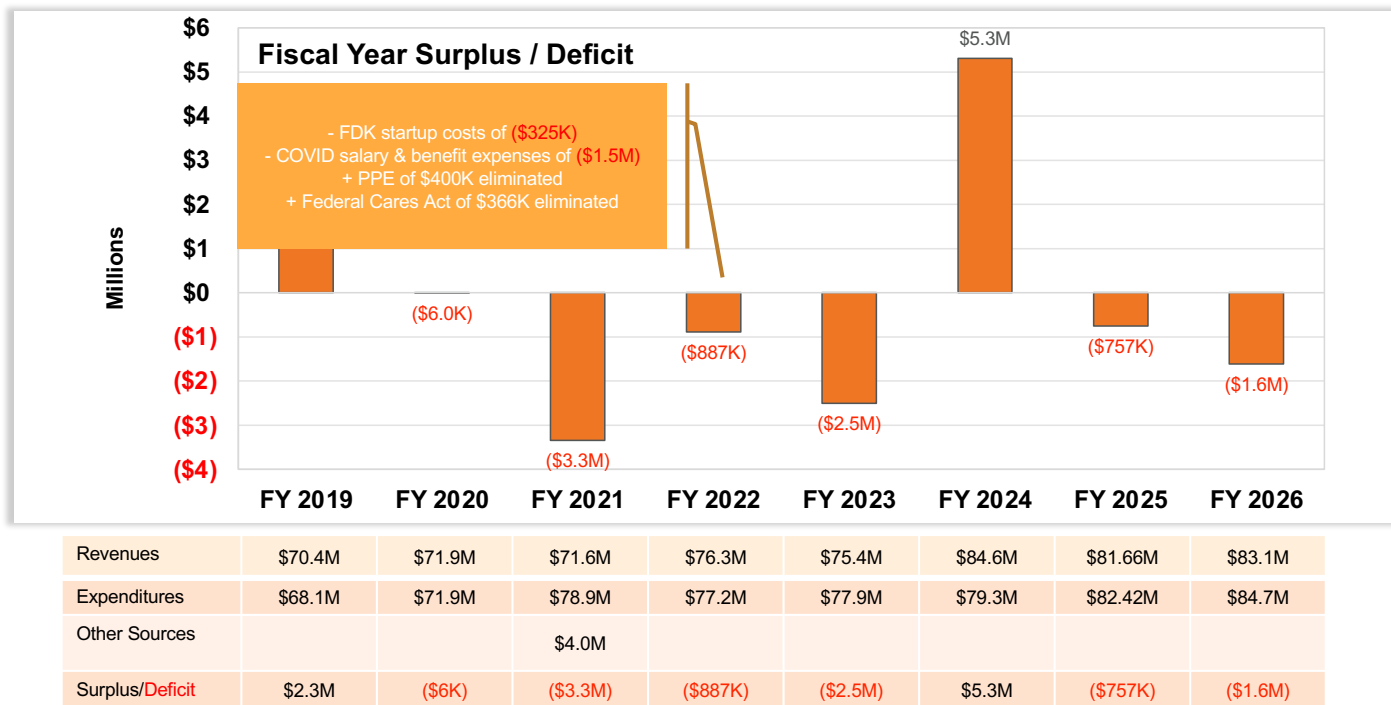 Fiscal Year Surplus / Deficit
$6
$5
$4
$3
$2
$1
$0
($1)
($2)
($3)
($4)
Millions
- FDK startup costs of ($325K)
- COVID salary & benefit expenses of ($1.5M)
+ PPE of $400K eliminated
+ Federal Cares Act of $366K eliminated
($6.0K)
($3.3M)
($887K)
($2.5M)
$5.3M
($757K)
($1.6M)
FY 2019 FY 2020 FY 2021 FY 2022 FY 2023 FY 2024 FY 2025 FY 2026
Revenues $70.4M $71.9M $71.6M $76.3M $75.4M $84.6M $81.66M $83.1M
Expenditures $68.1M $71.9M $78.9M $77.2M $77.9M $79.3M $82.42M $84.7M
Other Sources $4.0M
Surplus/Deficit $2.3M ($6K) ($3.3M) ($887K) ($2.5M) $5.3M ($757K) ($1.6M)